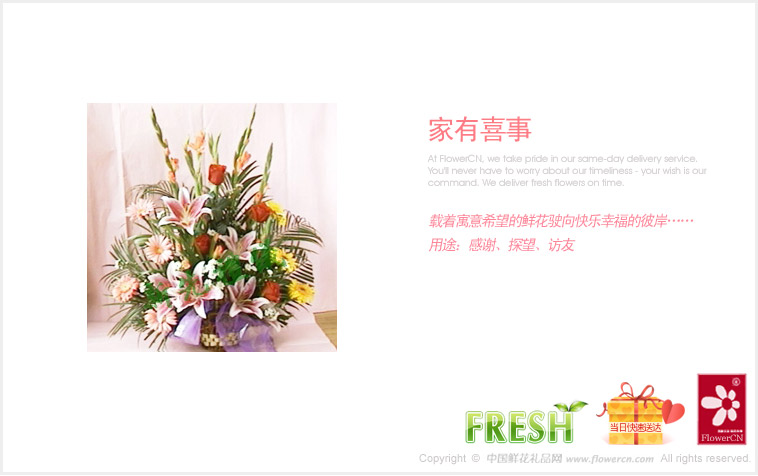 家有喜事
At FlowerCN, we take pride in our same-day delivery service.
You'll never have to worry about our timeliness - your wish is our
command. We deliver fresh flowers on time.
载着寓意希望的鲜花驶向快乐幸福的彼岸……
用途：感谢、探望、访友
FRESH
当日快速送达
FlowerCN
Copyright © 中国鲜花礼品网 www.flowercn.com All rights reserved.